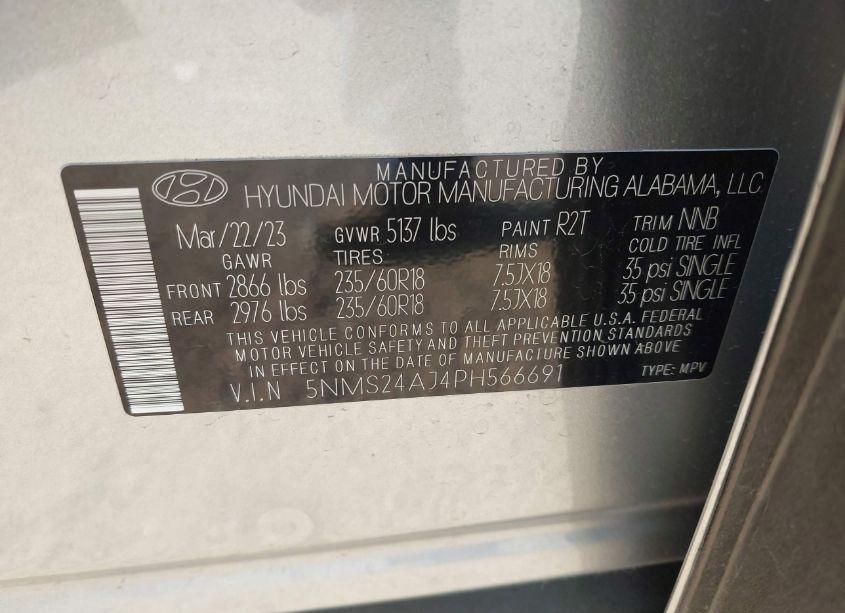 MANUFACTURED BY
HYUNDAI MOTOR MANUFACTURING ALABAMA, LLC.
Mar/22/23 GVWR 5137 lbs PAINT R2T TRIM NNB
GAWR TIRES RIMS COLD TIRE INFL
FRONT 2866 lbs 235/60R18 7.5JX18 35 psi SINGLE
REAR 2976 lbs 235/60R18 7.5JX18 35 psi SINGLE
THIS VEHICLE CONFORMS TO ALL APPLICABLE U.S.A. FEDERAL
MOTOR VEHICLE SAFETY AND THEFT PREVENTION STANDARDS
IN EFFECT ON THE DATE OF MANUFACTURE SHOWN ABOVE
V.I.N 5NMS24AJ4PH566691 TYPE: MPV